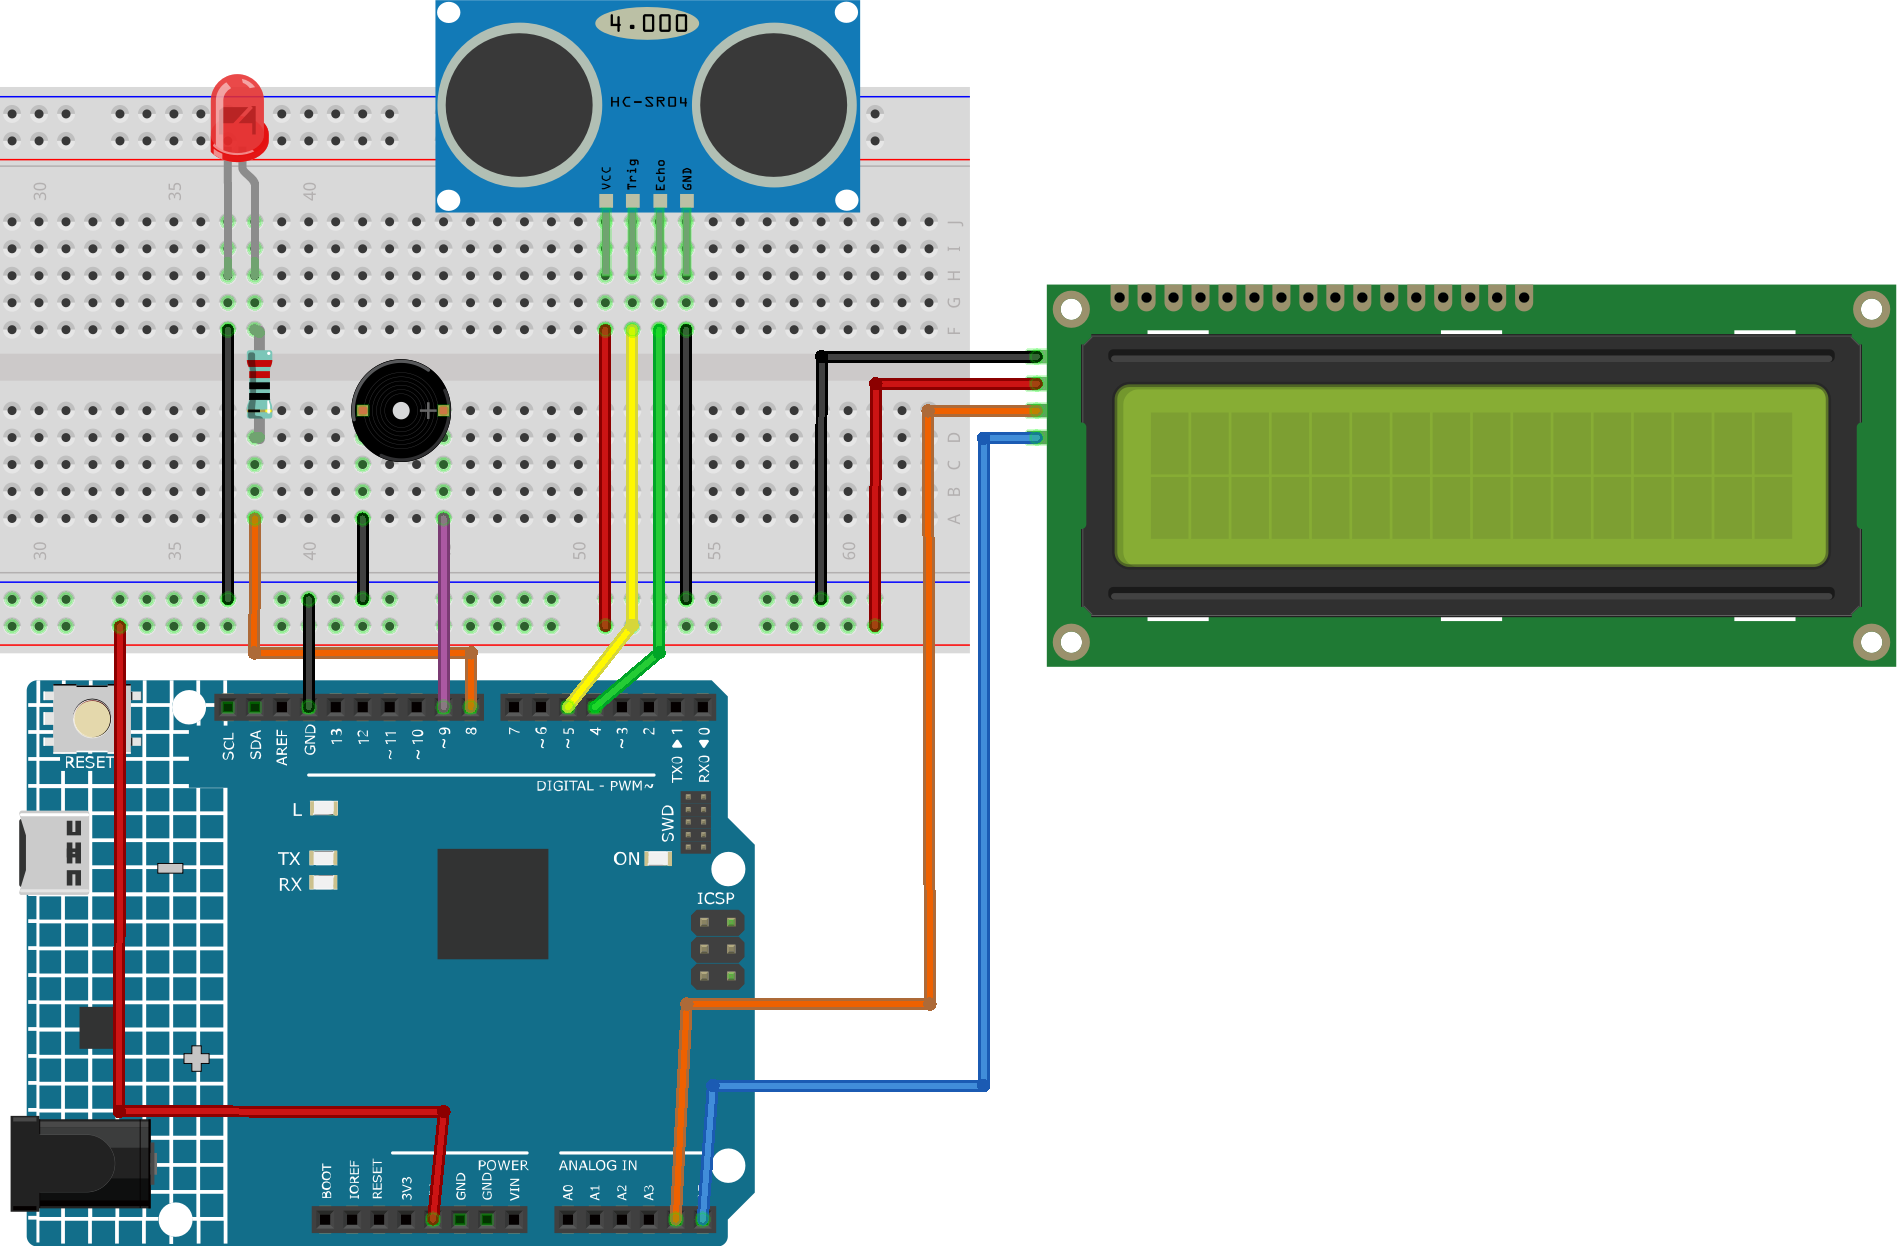 4.000
HC-SR04
VCC Trig Echo GND
30 35 40
J
I
H
G
F
D
C
B
A
30 35 40 50 55 60
RESET
SCL SDA AREF GND 13 12 ~11 ~10 ~9 8 7 ~6 ~5 4 ~3 2 TX0 ▶ 1 RX0 ◀ 0
DIGITAL - PWM~
L
TX
RX
ON
SWD
ICSP
POWER
ANALOG IN
BOOT IOREF RESET 3V3 GND GND VIN A0 A1 A2 A3